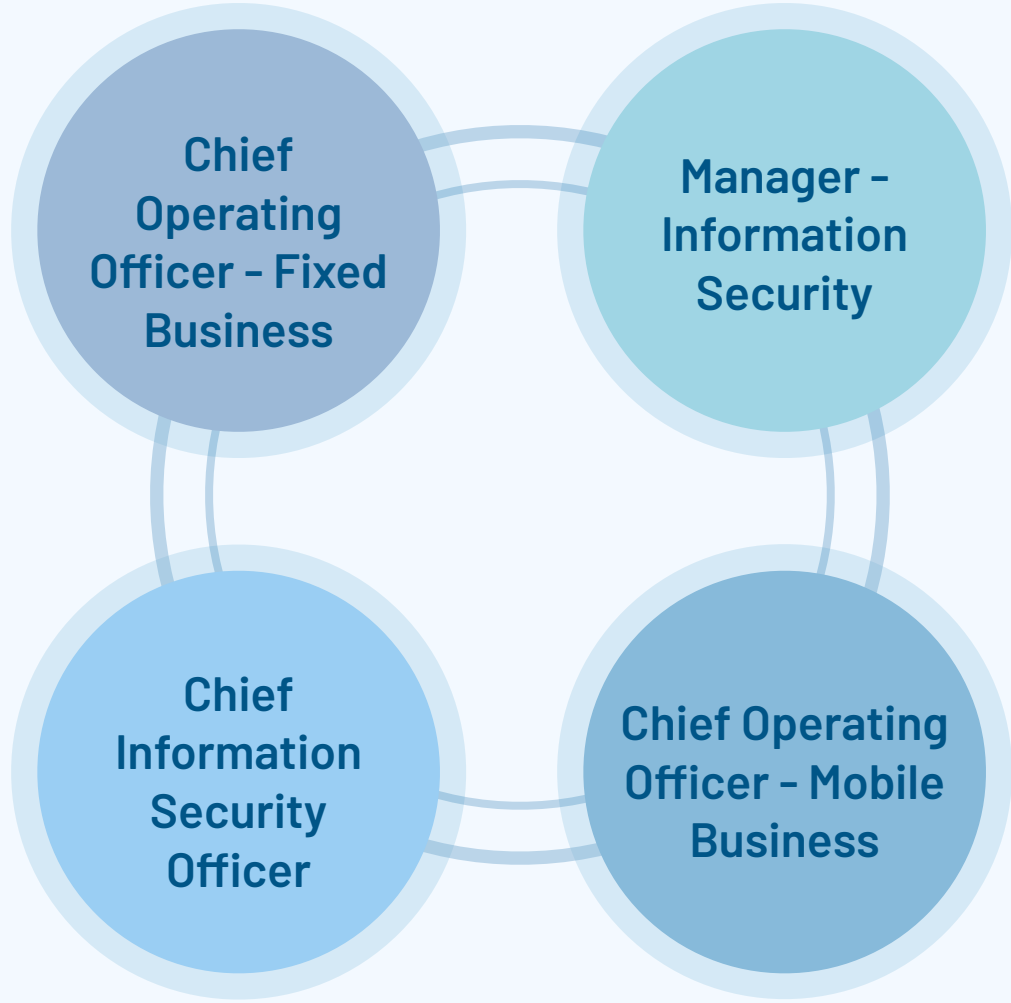 Chief
Operating
Officer - Fixed
Business
Manager -
Information
Security
Chief
Information
Security
Officer
Chief Operating
Officer - Mobile
Business